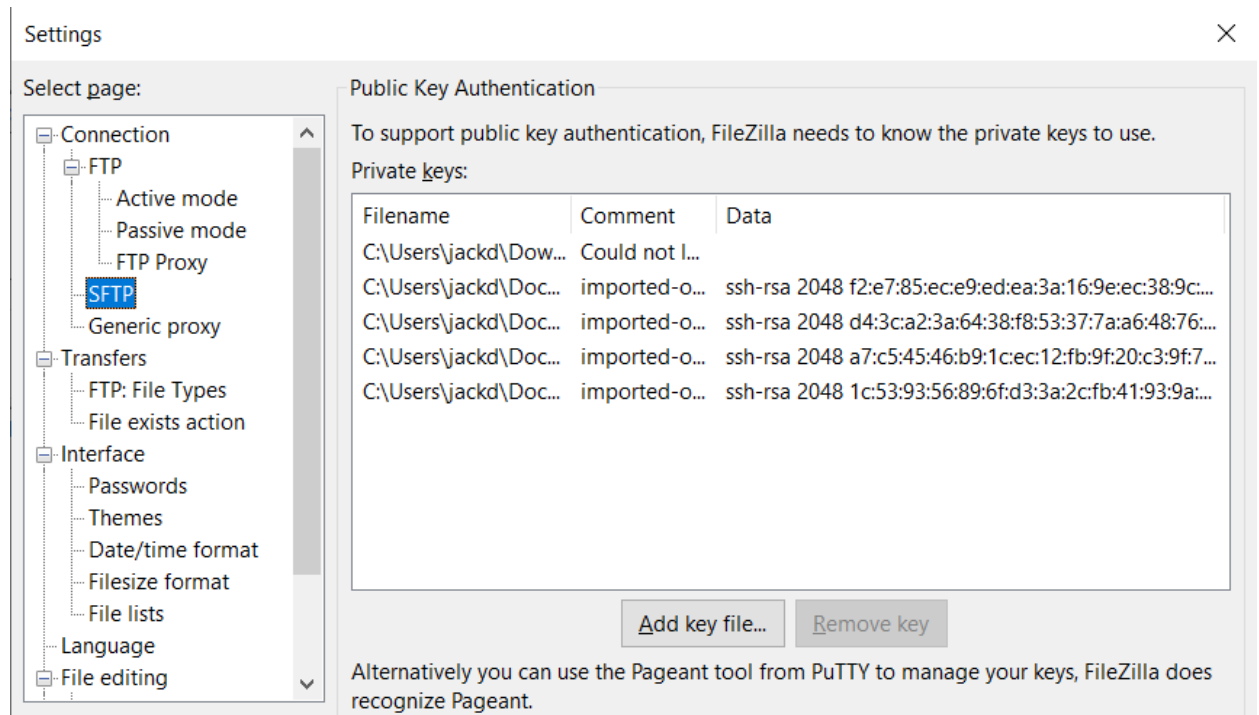 Settings
Select page:
Connection
FTP
Active mode
Passive mode
FTP Proxy
SFTP
Generic proxy
Transfers
FTP: File Types
File exists action
Interface
Passwords
Themes
Date/time format
Filesize format
File lists
Language
File editing
Public Key Authentication
To support public key authentication, FileZilla needs to know the private keys to use.
Private keys:
Filename Comment Data
C:\Users\jackd\Dow... Could not l...
C:\Users\jackd\Doc... imported-o... ssh-rsa 2048 f2:e7:85:ec:e9:ed:ea:3a:16:9e:ec:38:9c:...
C:\Users\jackd\Doc... imported-o... ssh-rsa 2048 d4:3c:a2:3a:64:38:f8:53:37:7a:a6:48:76:...
C:\Users\jackd\Doc... imported-o... ssh-rsa 2048 a7:c5:45:46:b9:1c:ec:12:fb:9f:20:c3:9f:7...
C:\Users\jackd\Doc... imported-o... ssh-rsa 2048 1c:53:93:56:89:6f:d3:3a:2c:fb:41:93:9a:...
Add key file... Remove key
Alternatively you can use the Pageant tool from PuTTY to manage your keys, FileZilla does
recognize Pageant.